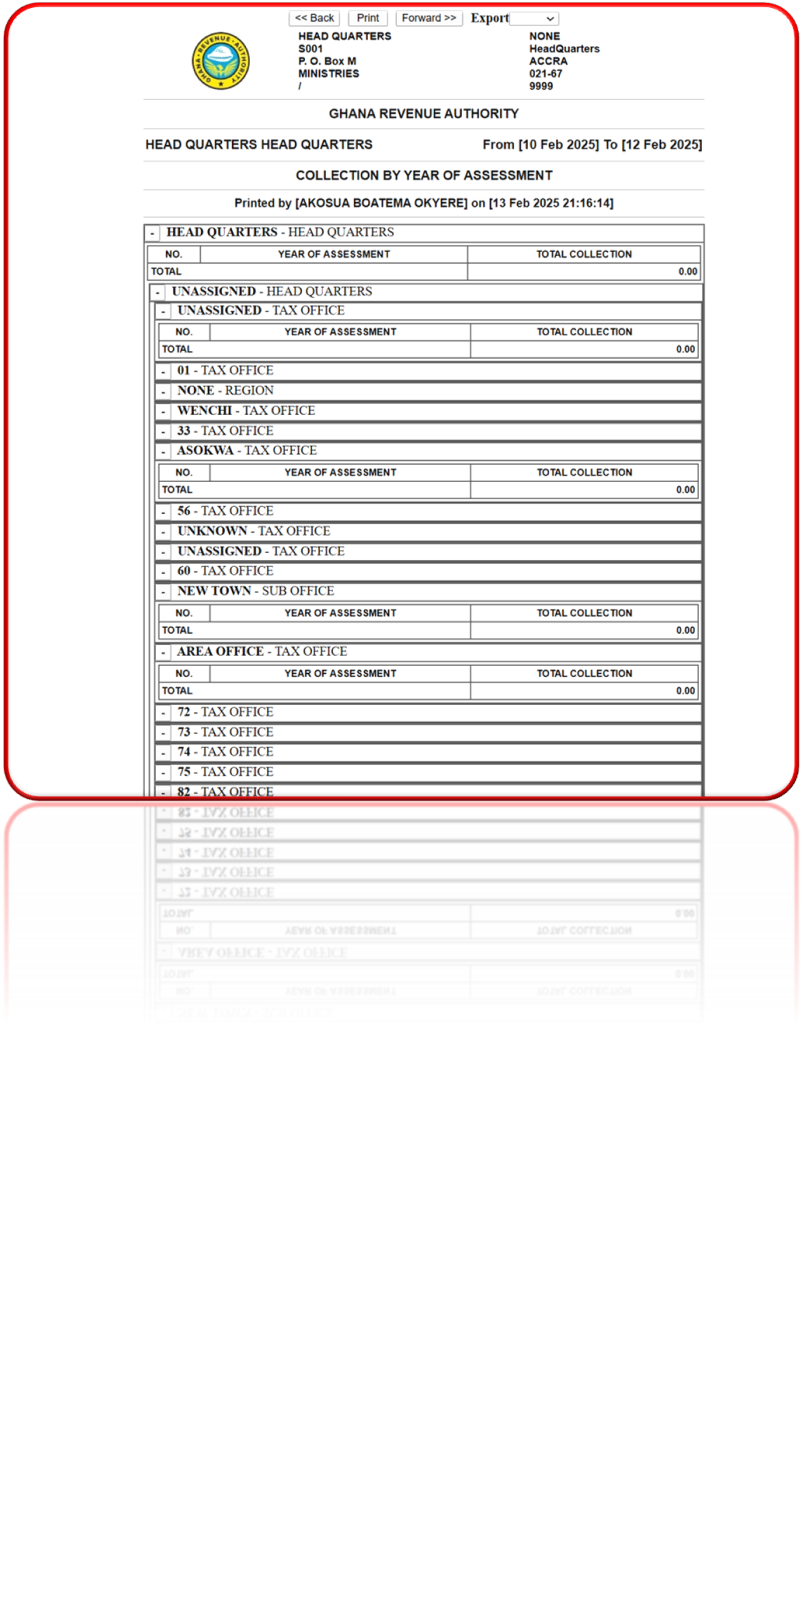 << Back Print Forward >> Export
HEAD QUARTERS NONE
S001 HeadQuarters
P. O. Box M ACCRA
MINISTRIES 021-67
/ 9999
GHANA REVENUE AUTHORITY
GHANA REVENUE AUTHORITY
HEAD QUARTERS HEAD QUARTERS From [10 Feb 2025] To [12 Feb 2025]
COLLECTION BY YEAR OF ASSESSMENT
Printed by [AKOSUA BOATEMA OKYERE] on [13 Feb 2025 21:16:14]
- HEAD QUARTERS - HEAD QUARTERS
NO. YEAR OF ASSESSMENT TOTAL COLLECTION
TOTAL 0.00
- UNASSIGNED - HEAD QUARTERS
- UNASSIGNED - TAX OFFICE
NO. YEAR OF ASSESSMENT TOTAL COLLECTION
TOTAL 0.00
- 01 - TAX OFFICE
- NONE - REGION
- WENCHI - TAX OFFICE
- 33 - TAX OFFICE
- ASOKWA - TAX OFFICE
NO. YEAR OF ASSESSMENT TOTAL COLLECTION
TOTAL 0.00
- 56 - TAX OFFICE
- UNKNOWN - TAX OFFICE
- UNASSIGNED - TAX OFFICE
- 60 - TAX OFFICE
- NEW TOWN - SUB OFFICE
NO. YEAR OF ASSESSMENT TOTAL COLLECTION
TOTAL 0.00
- AREA OFFICE - TAX OFFICE
NO. YEAR OF ASSESSMENT TOTAL COLLECTION
TOTAL 0.00
- 72 - TAX OFFICE
- 73 - TAX OFFICE
- 74 - TAX OFFICE
- 75 - TAX OFFICE
- 82 - TAX OFFICE